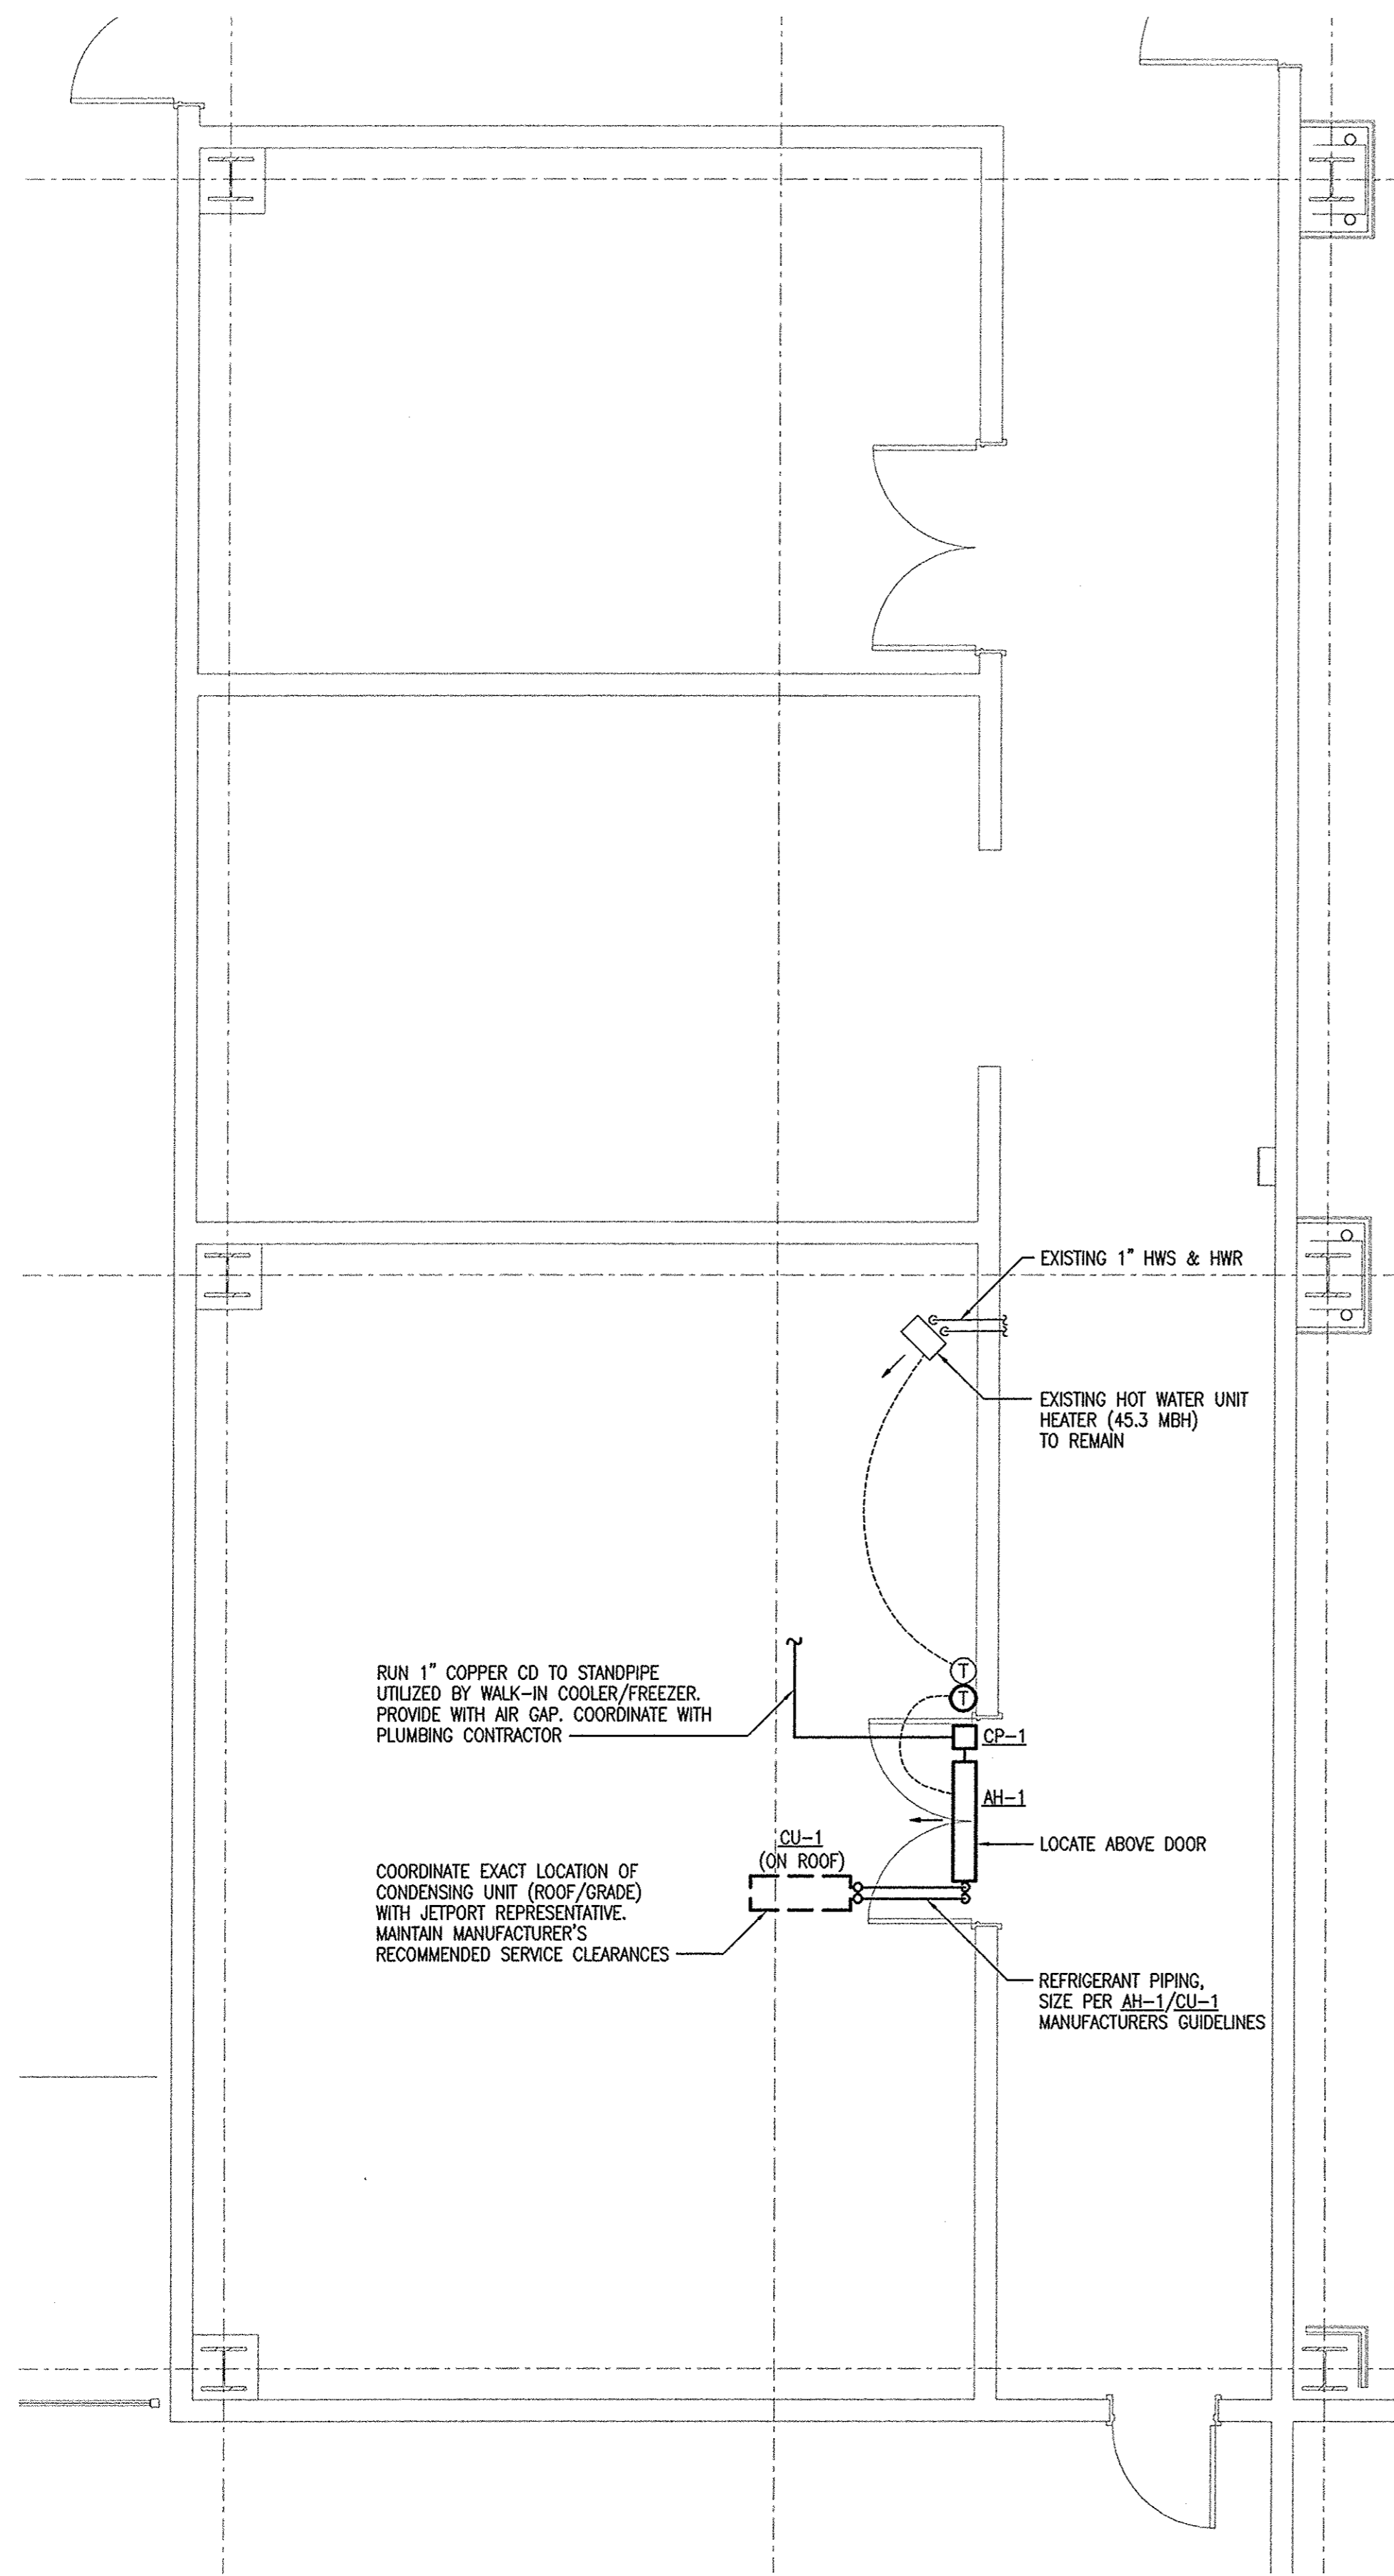 EXISTING 1" HWS & HWR
EXISTING HOT WATER UNIT
HEATER (45.3 MBH)
TO REMAIN
RUN 1" COPPER CD TO STANDPIPE
UTILIZED BY WALK-IN COOLER/FREEZER.
PROVIDE WITH AIR GAP. COORDINATE WITH
PLUMBING CONTRACTOR
T
T
CP-1
AH-1
LOCATE ABOVE DOOR
CU-1
(ON ROOF)
COORDINATE EXACT LOCATION OF
CONDENSING UNIT (ROOF/GRADE)
WITH JETPORT REPRESENTATIVE.
MAINTAIN MANUFACTURER'S
RECOMMENDED SERVICE CLEARANCES
REFRIGERANT PIPING,
SIZE PER AH-1/CU-1
MANUFACTURERS GUIDELINES